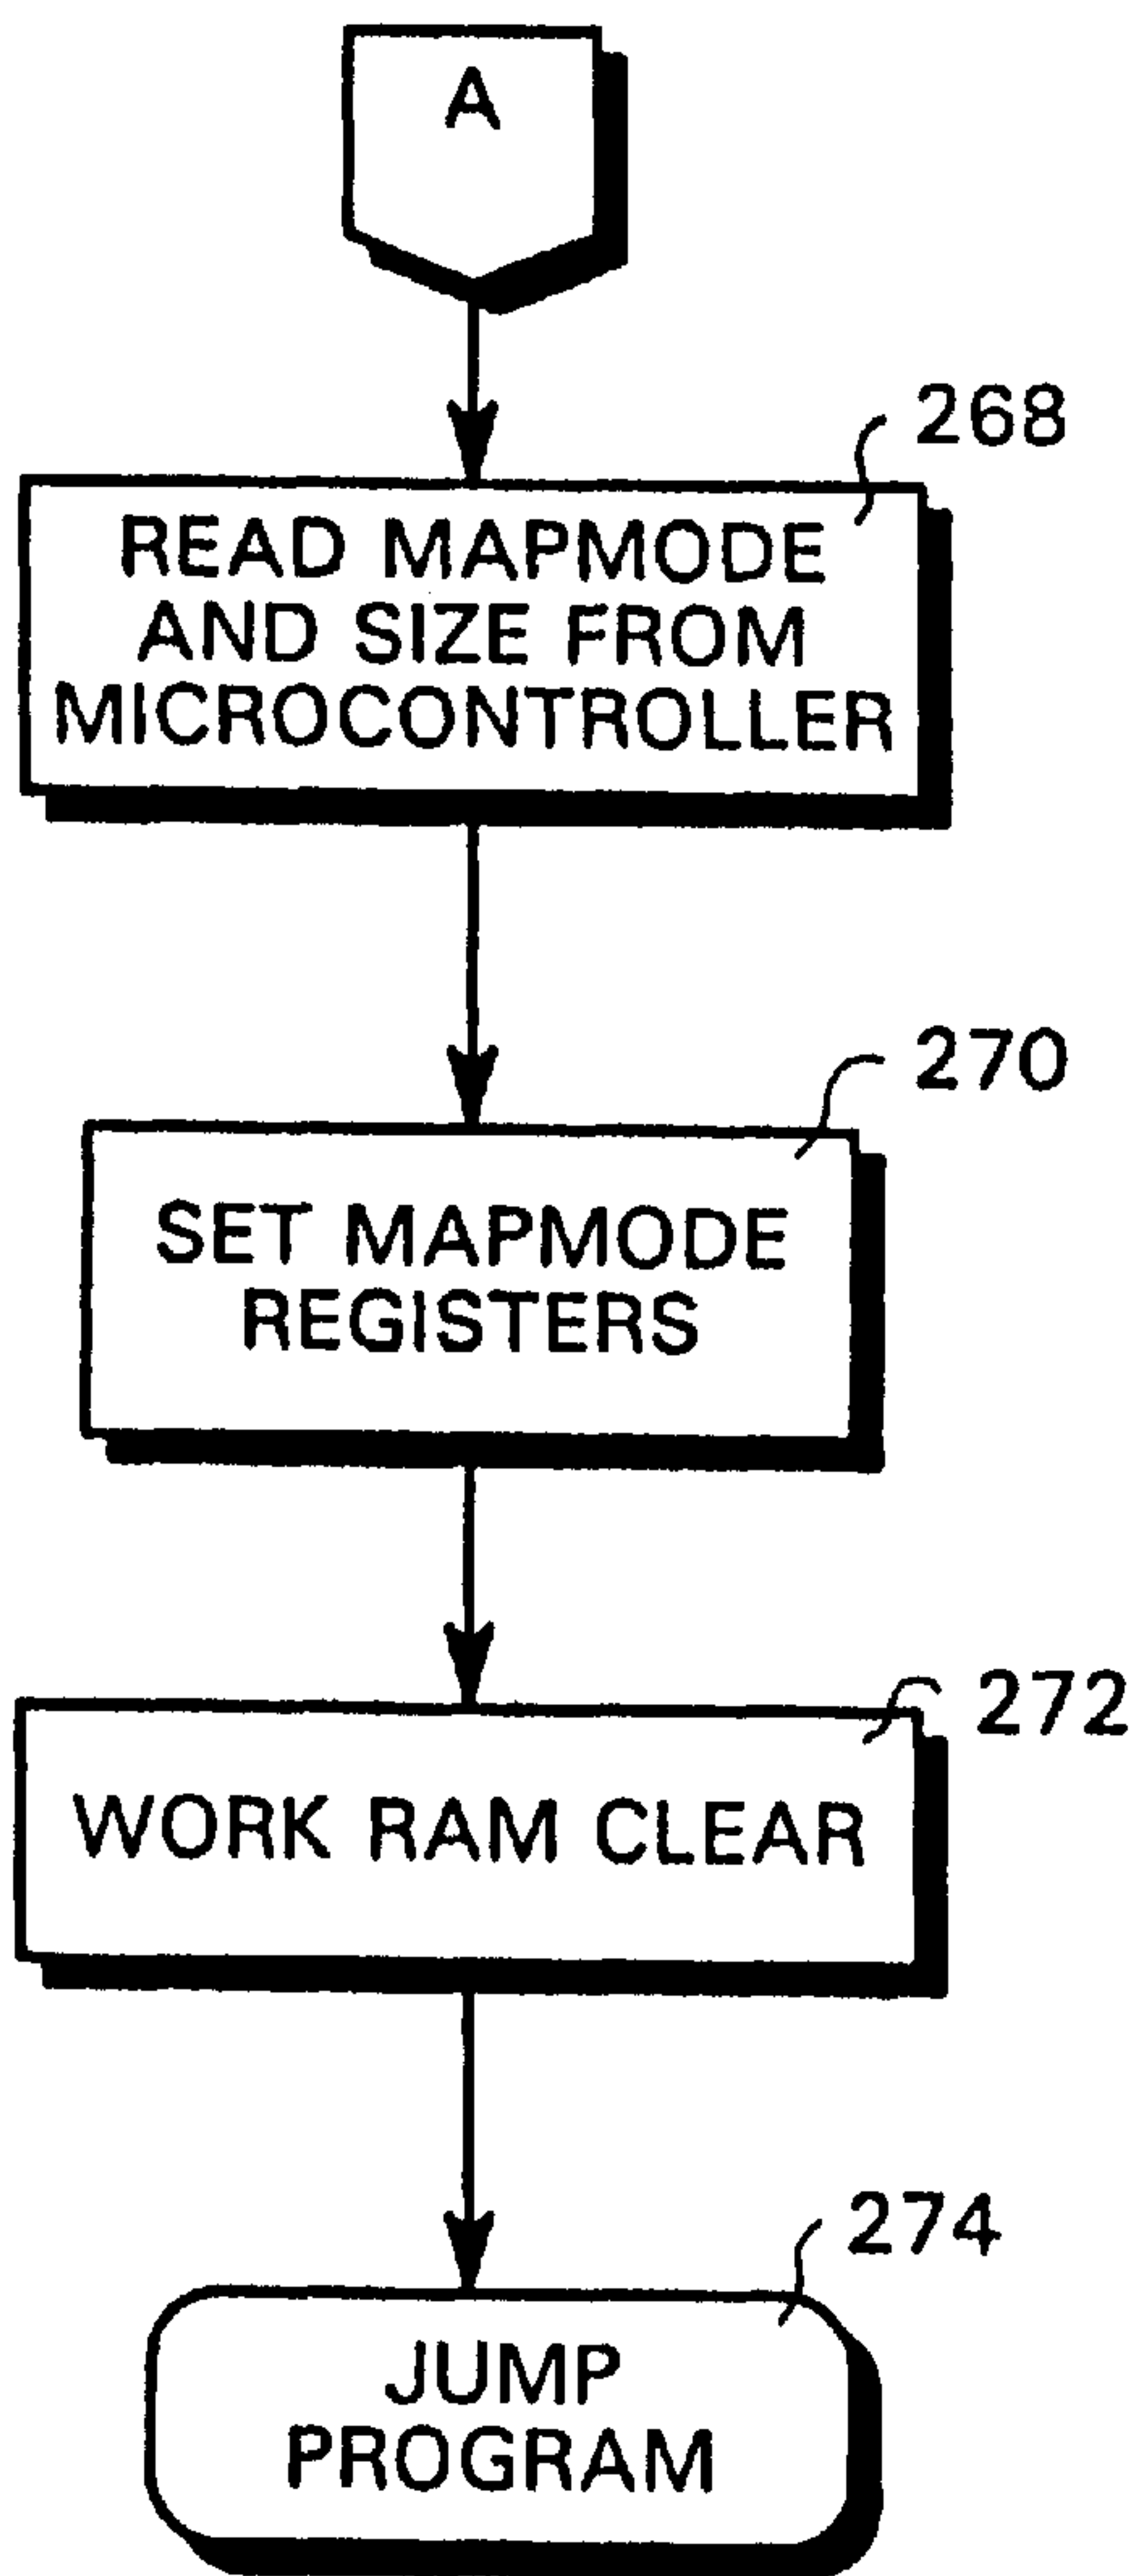 A
268
READ MAPMODE
AND SIZE FROM
MICROCONTROLLER
270
SET MAPMODE
REGISTERS
272
WORK RAM CLEAR
274
JUMP
PROGRAM